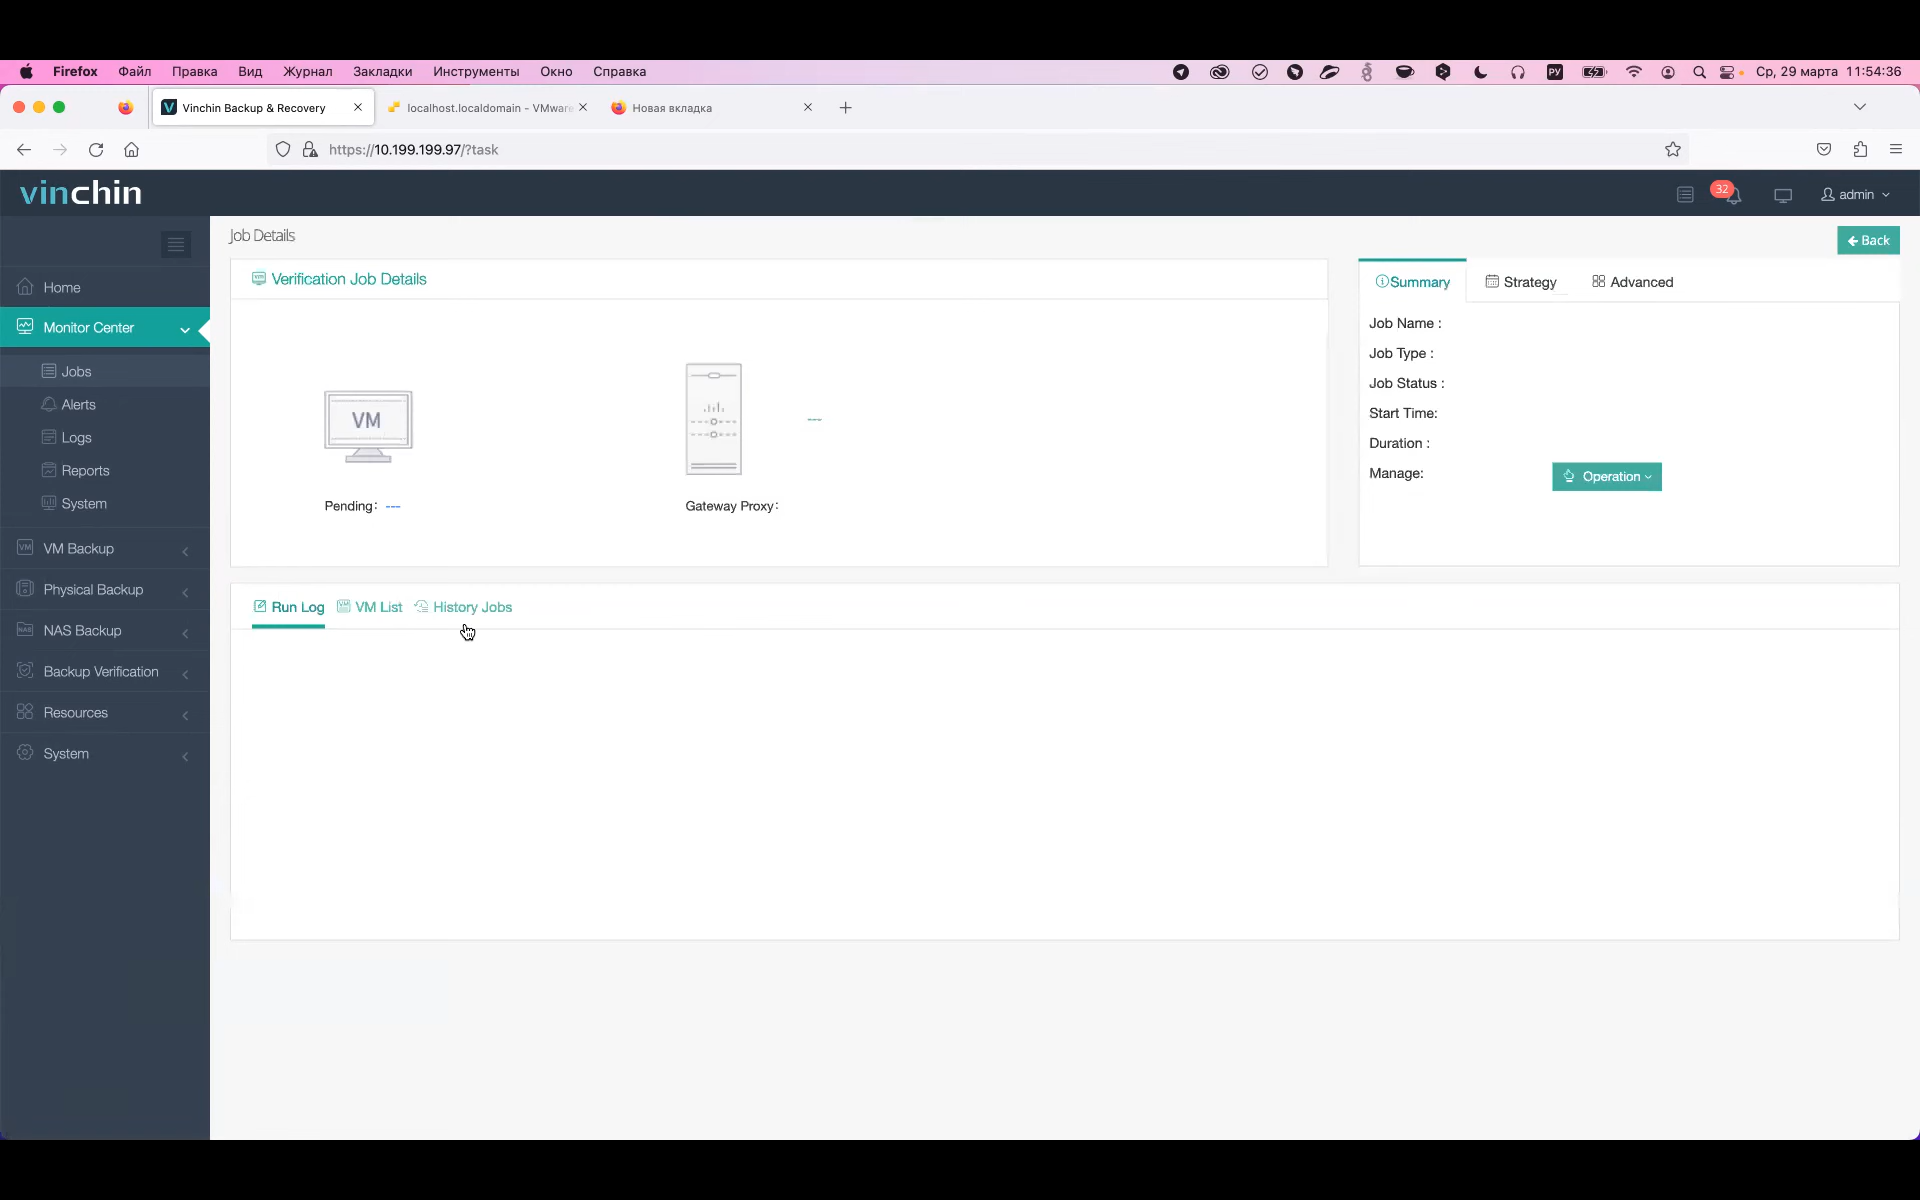 Firefox Файл Правка Вид Журнал Закладки Инструменты Окно Справка РУ Ср, 29 марта 11:54:36
Vinchin Backup & Recovery localhost.localdomain - VMware Новая вкладка
https://10.199.199.97/?task
vinchin 32 admin
Job Details
Back
Home
Monitor Center
Jobs
Alerts
Logs
Reports
System
VM Backup
Physical Backup
NAS Backup
Backup Verification
Resources
System
Verification Job Details
VM
---
Pending: ---
Gateway Proxy:
Summary Strategy Advanced
Job Name :
Job Type :
Job Status :
Start Time:
Duration :
Manage: Operation
Run Log VM List History Jobs